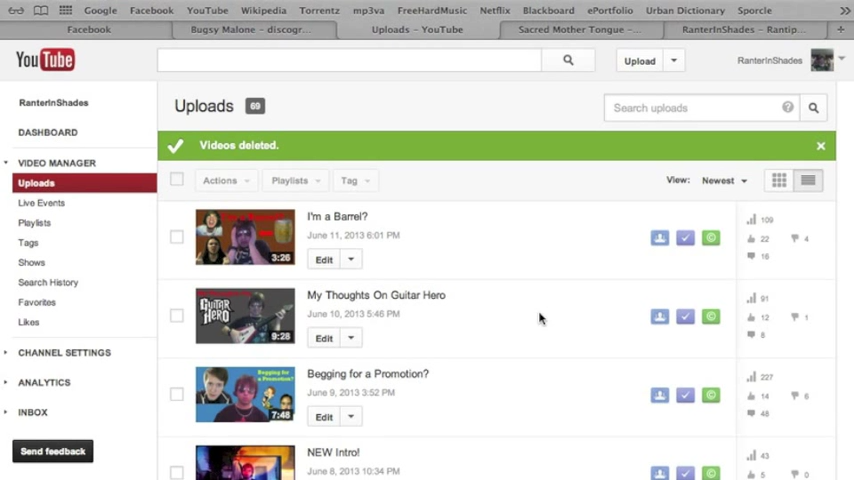 Google Facebook YouTube Wikipedia Torrentz mp3va FreeHardMusic Netflix Blackboard ePortfolio Urban Dictionary Sporcle
Facebook Bugsy Malone – discogr... Uploads – YouTube Sacred Mother Tongue –... RanterInShades – Rantip...
YouTube Upload RanterInShades
RanterInShades
DASHBOARD
VIDEO MANAGER
Uploads
Live Events
Playlists
Tags
Shows
Search History
Favorites
Likes
CHANNEL SETTINGS
ANALYTICS
INBOX
Send feedback
Uploads 69 Search uploads
Videos deleted.
Actions Playlists Tag View: Newest
3:26
I'm a Barrel?
June 11, 2013 6:01 PM
Edit
109
22 4
16
GUITAR HERO
9:28
My Thoughts On Guitar Hero
June 10, 2013 5:46 PM
Edit
91
12 1
8
Begging for a Promotion?
7:48
Begging for a Promotion?
June 9, 2013 3:52 PM
Edit
227
14 6
48
NEW Intro!
June 8, 2013 10:34 PM
43
5 0